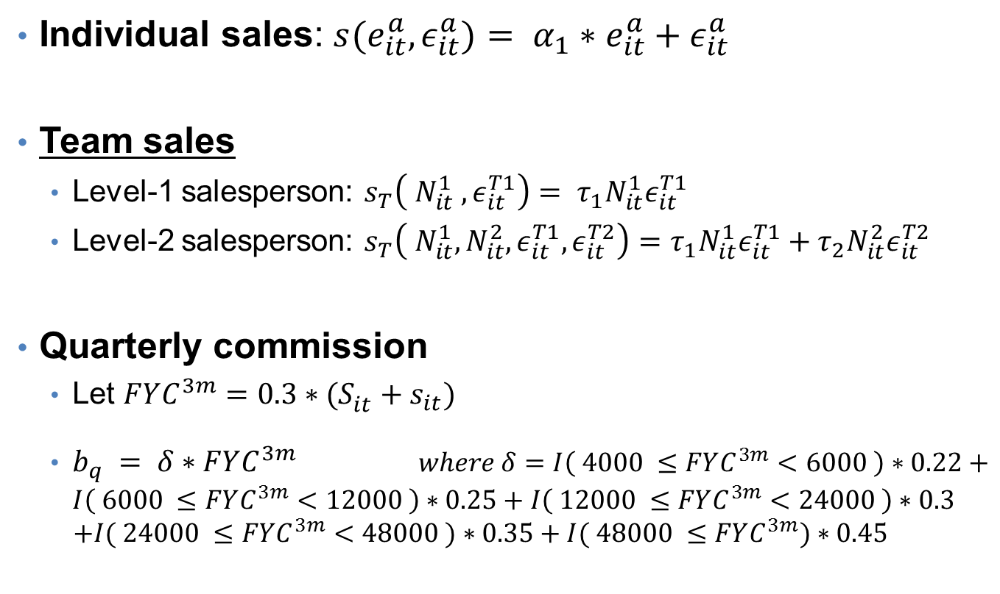 • Individual sales: $s(e_{it}^{a}, \epsilon_{it}^{a}) = \alpha_1 * e_{it}^{a} + \epsilon_{it}^{a}$
• Team sales
• Level-1 salesperson: $s_T( N_{it}^{1} , \epsilon_{it}^{T1}) = \tau_1 N_{it}^{1} \epsilon_{it}^{T1}$
• Level-2 salesperson: $s_T( N_{it}^{1}, N_{it}^{2}, \epsilon_{it}^{T1}, \epsilon_{it}^{T2}) = \tau_1 N_{it}^{1} \epsilon_{it}^{T1} + \tau_2 N_{it}^{2} \epsilon_{it}^{T2}$
• Quarterly commission
• Let $FYC^{3m} = 0.3 * (S_{it} + s_{it})$
• $b_q = \delta * FYC^{3m}$ $where\ \delta = I( 4000 \leq FYC^{3m} < 6000 ) * 0.22 +$
$I( 6000 \leq FYC^{3m} < 12000 ) * 0.25 + I( 12000 \leq FYC^{3m} < 24000 ) * 0.3$
$+I( 24000 \leq FYC^{3m} < 48000 ) * 0.35 + I( 48000 \leq FYC^{3m}) * 0.45$